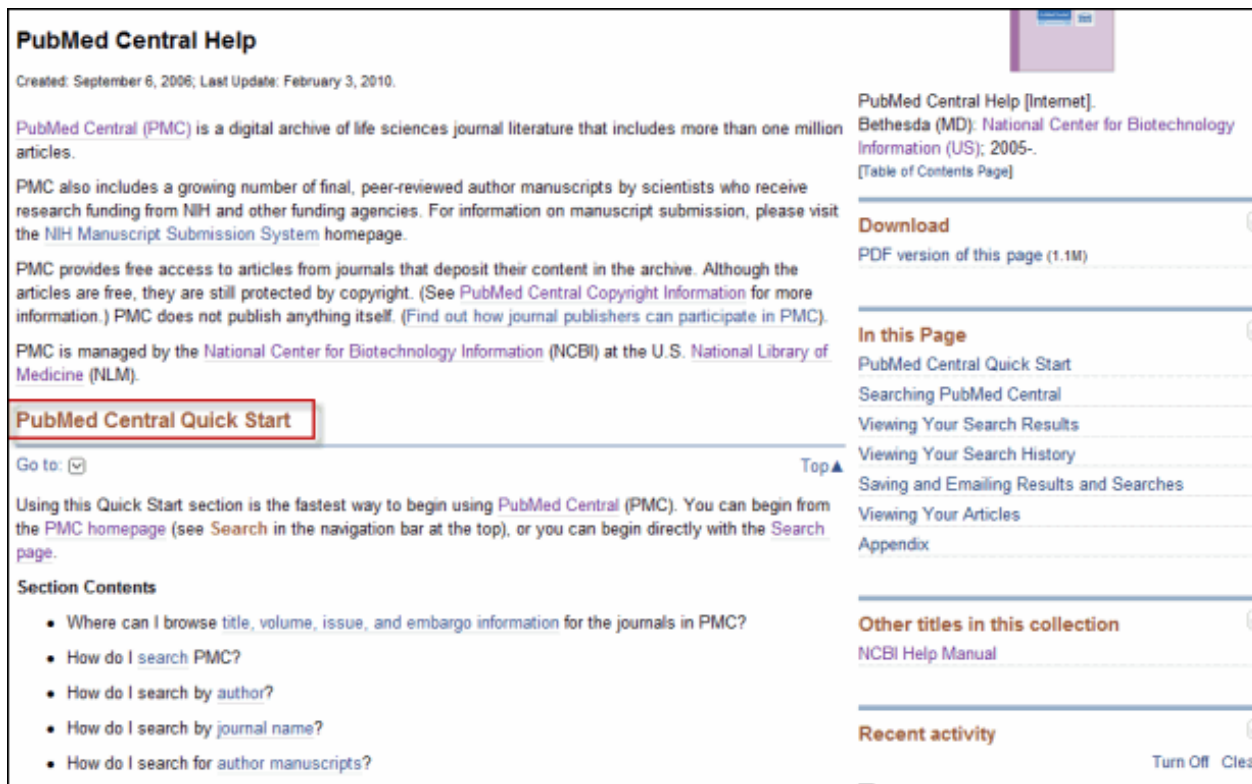 PubMed Central Help
Created: September 6, 2006; Last Update: February 3, 2010.
PubMed Central (PMC) is a digital archive of life sciences journal literature that includes more than one million
articles.
PMC also includes a growing number of final, peer-reviewed author manuscripts by scientists who receive
research funding from NIH and other funding agencies. For information on manuscript submission, please visit
the NIH Manuscript Submission System homepage.
PMC provides free access to articles from journals that deposit their content in the archive. Although the
articles are free, they are still protected by copyright. (See PubMed Central Copyright Information for more
information.) PMC does not publish anything itself. (Find out how journal publishers can participate in PMC).
PMC is managed by the National Center for Biotechnology Information (NCBI) at the U.S. National Library of
Medicine (NLM).
PubMed Central Quick Start
Go to:
Top▲
Using this Quick Start section is the fastest way to begin using PubMed Central (PMC). You can begin from
the PMC homepage (see Search in the navigation bar at the top), or you can begin directly with the Search
page.
Section Contents
• Where can I browse title, volume, issue, and embargo information for the journals in PMC?
• How do I search PMC?
• How do I search by author?
• How do I search by journal name?
• How do I search for author manuscripts?
PubMed Central Help [Internet].
Bethesda (MD): National Center for Biotechnology
Information (US); 2005-.
[Table of Contents Page]
Download
PDF version of this page (1.1M)
In this Page
PubMed Central Quick Start
Searching PubMed Central
Viewing Your Search Results
Viewing Your Search History
Saving and Emailing Results and Searches
Viewing Your Articles
Appendix
Other titles in this collection
NCBI Help Manual
Recent activity
Turn Off Clea